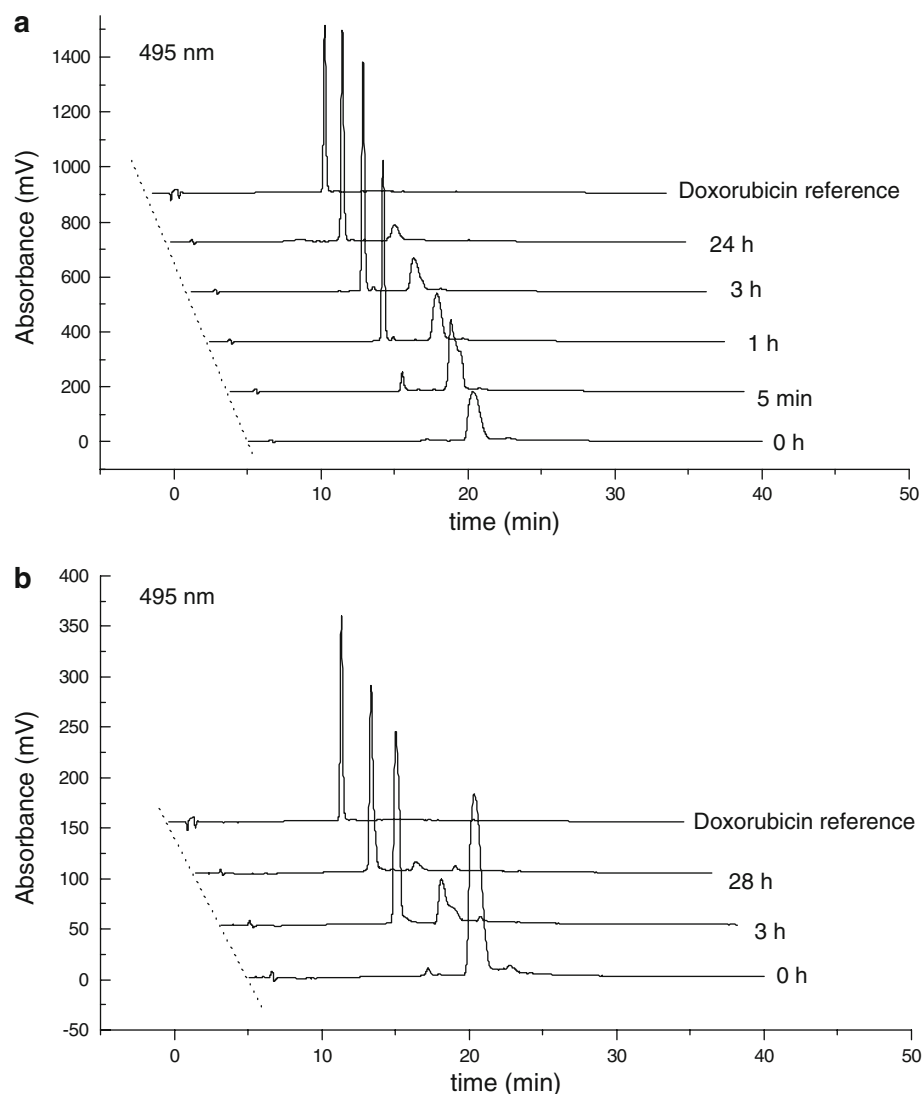 a
495 nm
1400
1200
1000
800
600
400
200
0
Absorbance (mV)
Doxorubicin reference
24 h
3 h
1 h
5 min
0 h
0 10 20 30 40 50
time (min)
b
495 nm
400
350
300
250
200
150
100
50
0
-50
Absorbance (mV)
Doxorubicin reference
28 h
3 h
0 h
0 10 20 30 40 50
time (min)